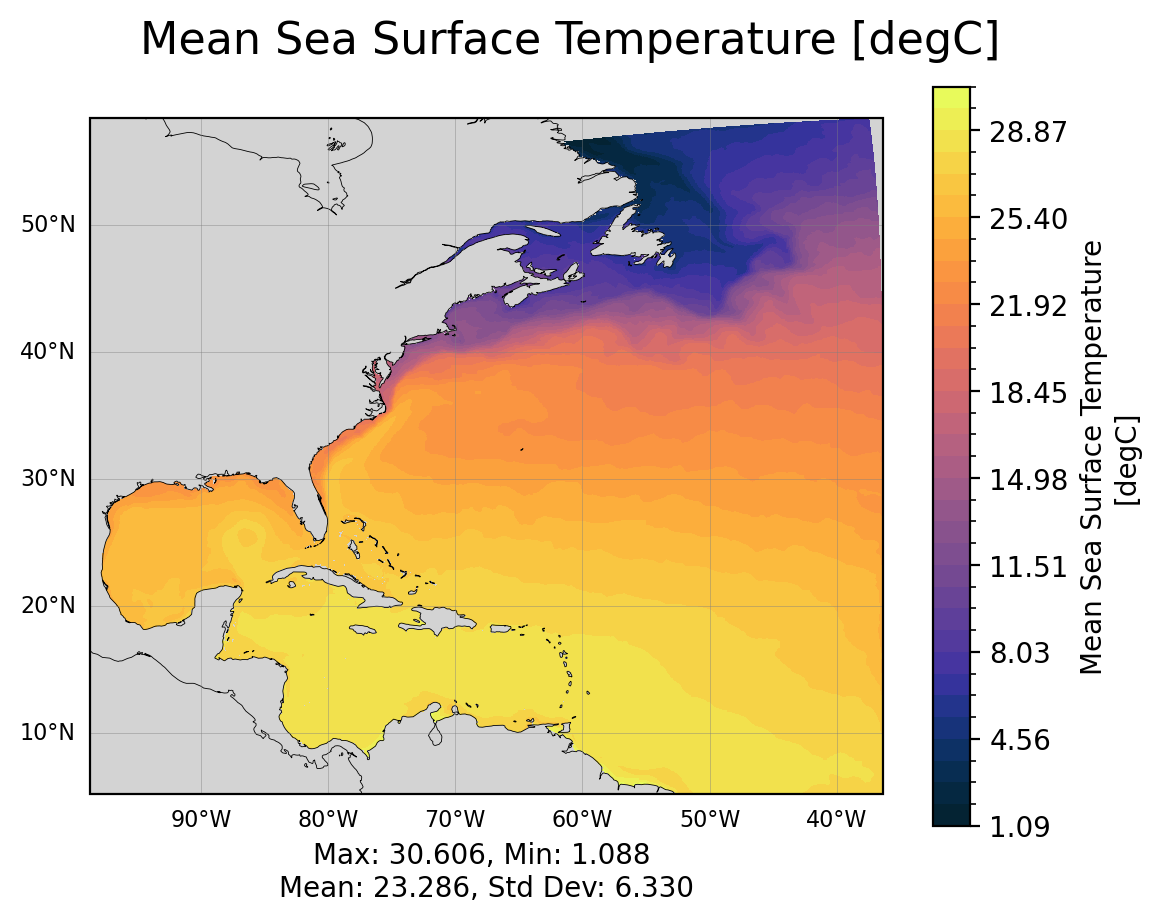 Mean Sea Surface Temperature [degC]
50°N
40°N
30°N
20°N
10°N
90°W
80°W
70°W
60°W
50°W
40°W
28.87
25.40
21.92
18.45
14.98
11.51
8.03
4.56
1.09
Mean Sea Surface Temperature
[degC]
Max: 30.606, Min: 1.088
Mean: 23.286, Std Dev: 6.330